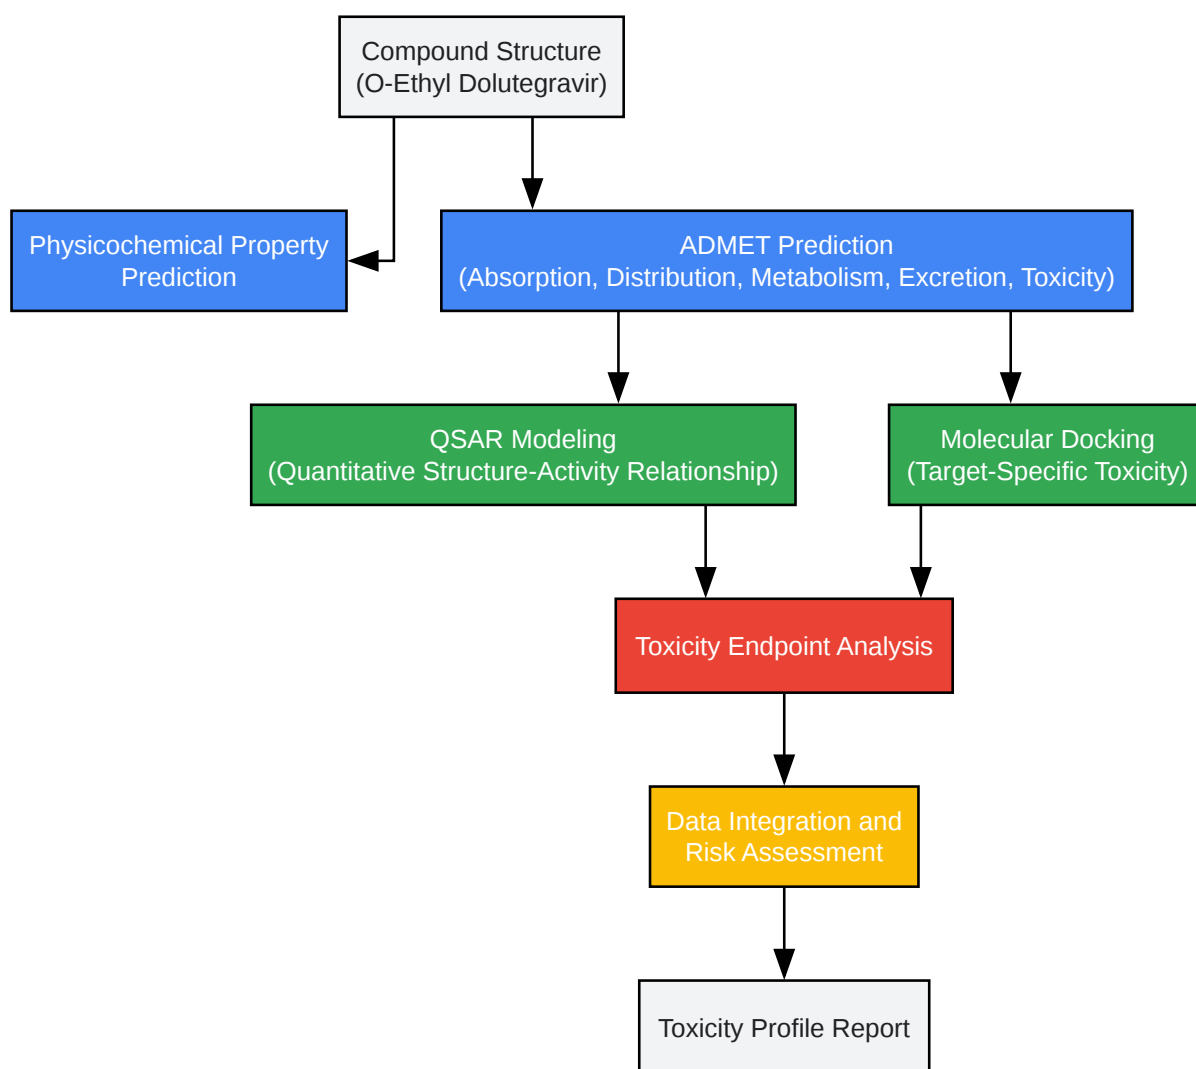 Compound Structure
(O-Ethyl Dolutegravir)
Physicochemical Property
Prediction
ADMET Prediction
(Absorption, Distribution, Metabolism, Excretion, Toxicity)
QSAR Modeling
(Quantitative Structure-Activity Relationship)
Molecular Docking
(Target-Specific Toxicity)
Toxicity Endpoint Analysis
Data Integration and
Risk Assessment
Toxicity Profile Report